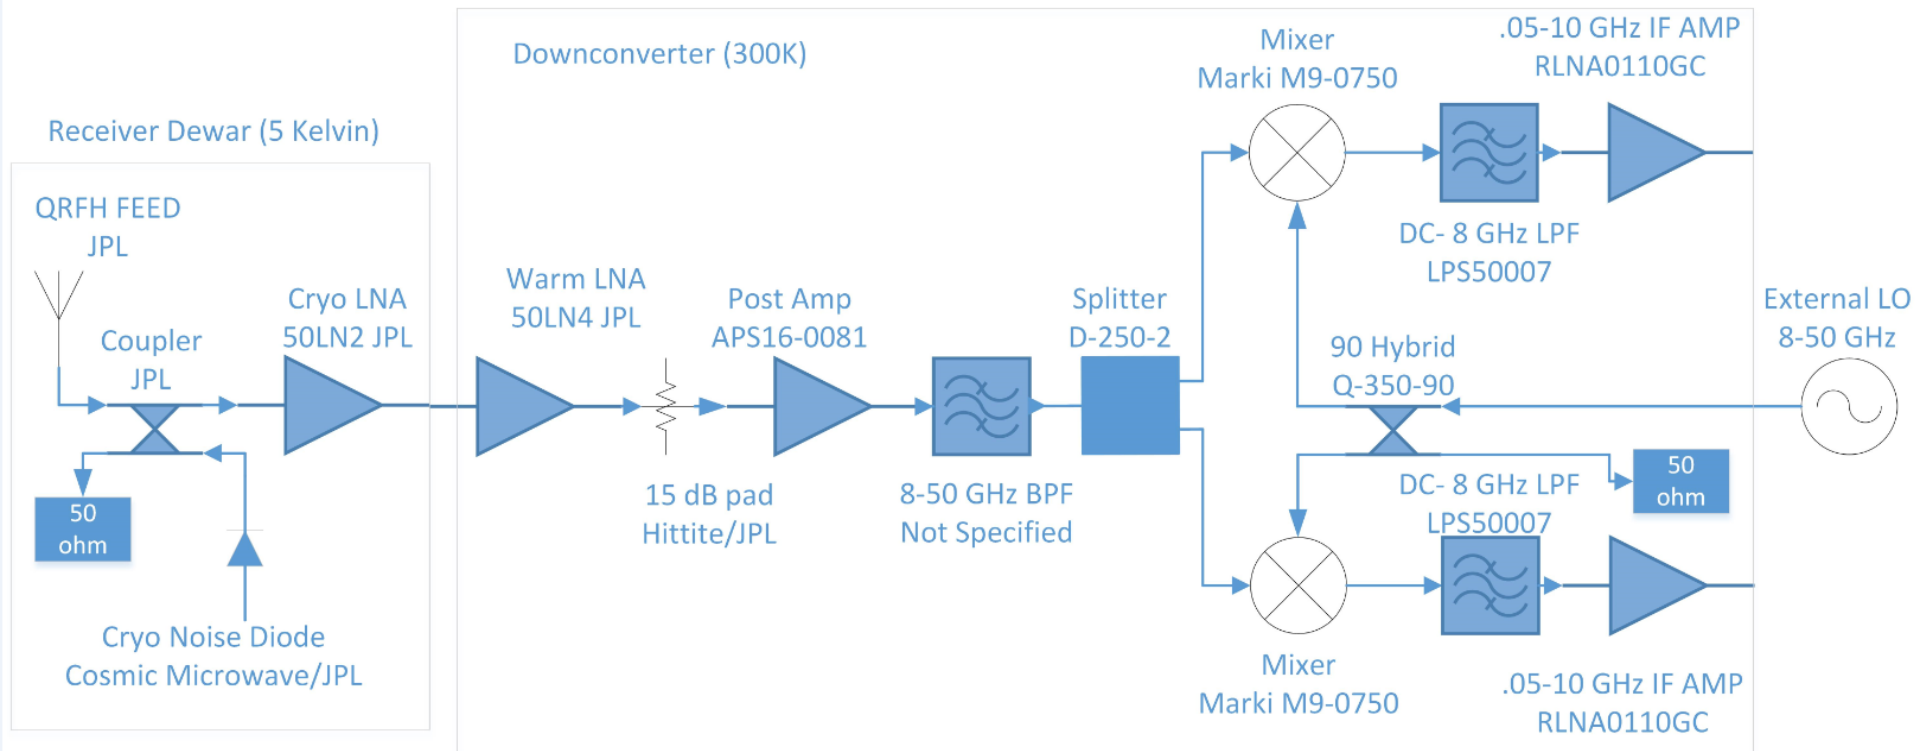 Downconverter (300K)
Mixer
Marki M9-0750
.05-10 GHz IF AMP
RLNA0110GC
Receiver Dewar (5 Kelvin)
QRFH FEED
JPL
DC- 8 GHz LPF
LPS50007
Coupler
JPL
Cryo LNA
50LN2 JPL
Warm LNA
50LN4 JPL
Post Amp
APS16-0081
Splitter
D-250-2
90 Hybrid
Q-350-90
External LO
8-50 GHz
50
ohm
15 dB pad
Hittite/JPL
8-50 GHz BPF
Not Specified
DC- 8 GHz LPF
LPS50007
50
ohm
Cryo Noise Diode
Cosmic Microwave/JPL
Mixer
Marki M9-0750
.05-10 GHz IF AMP
RLNA0110GC